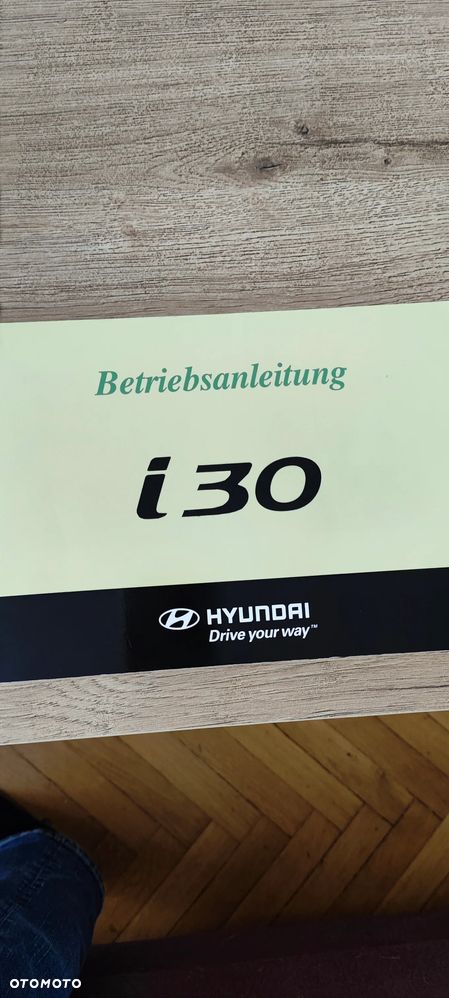 Betriebsanleitung
i30
HYUNDAI
Drive your way™
OTOMOTO